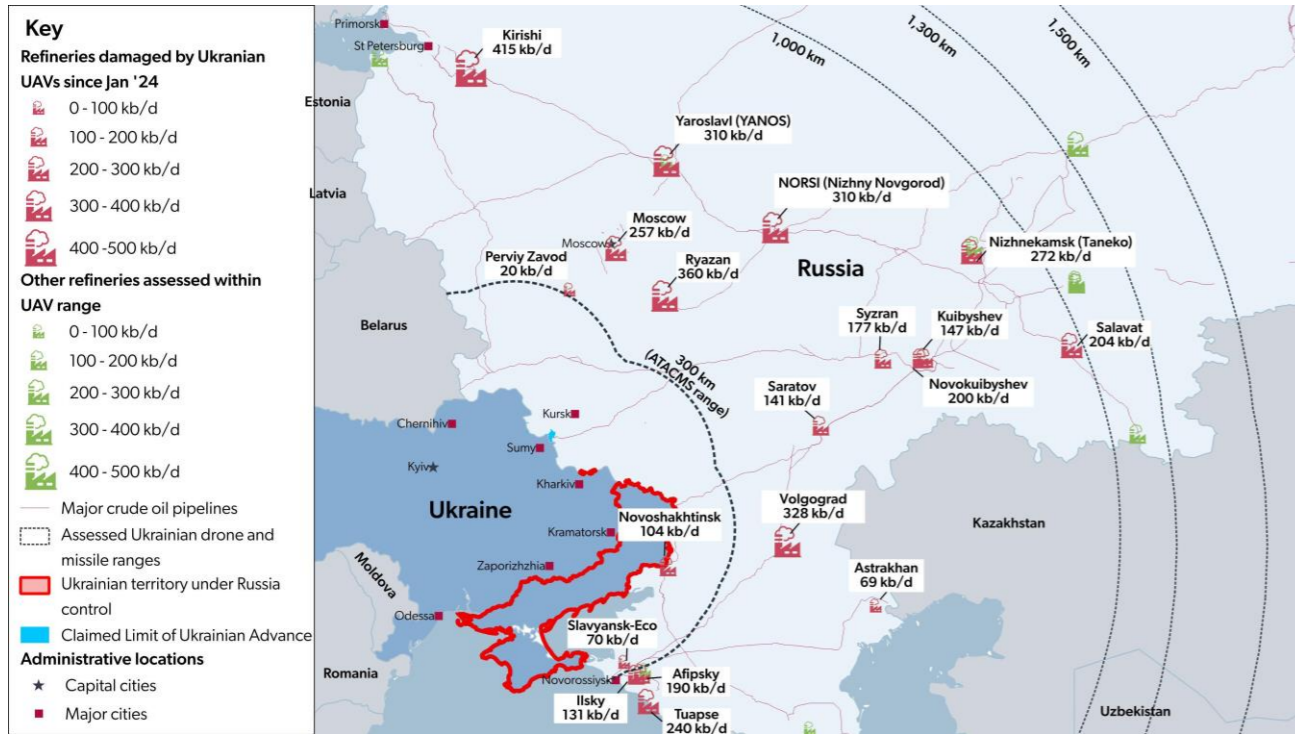 Key
Refineries damaged by Ukranian
UAVs since Jan '24
0 - 100 kb/d
100 - 200 kb/d
200 - 300 kb/d
300 - 400 kb/d
400 -500 kb/d
Other refineries assessed within
UAV range
0 -100 kb/d
100 - 200 kb/d
200 - 300 kb/d
300 - 400 kb/d
400 -500 kb/d
Major crude oil pipelines
Assessed Ukrainian drone and
missile ranges
Ukrainian territory under Russia
control
Claimed Limit of Ukrainian Advance
Administrative locations
Capital cities
Major cities
Primorsk
St Petersburg
Kirishi
415 kb/d
1,000 km
1,300 km
1,500 km
Estonia
Yaroslavl (YANOS)
310 kb/d
Latvia
NORSI (Nizhny Novgorod)
310 kb/d
Moscow
257 kb/d
Moscow
Nizhnekamsk (Taneko)
272 kb/d
Perviy Zavod
20 kb/d
Ryazan
360 kb/d
Russia
Belarus
Syzran
177 kb/d
Kuibyshev
147 kb/d
Salavat
204 kb/d
300 km
(ATACMS range)
Saratov
141 kb/d
Novokuibyshev
200 kb/d
Kursk
Chernihiv
Sumy
Kyiv
Kharkiv
Ukraine
Novoshakhtinsk
104 kb/d
Volgograd
328 kb/d
Kazakhstan
Kramatorsk
Moldova
Zaporizhzhia
Astrakhan
69 kb/d
Odessa
Slavyansk-Eco
70 kb/d
Romania
Novorossiysk
Afipsky
190 kb/d
Ilsky
131 kb/d
Tuapse
240 kb/d
Uzbekistan